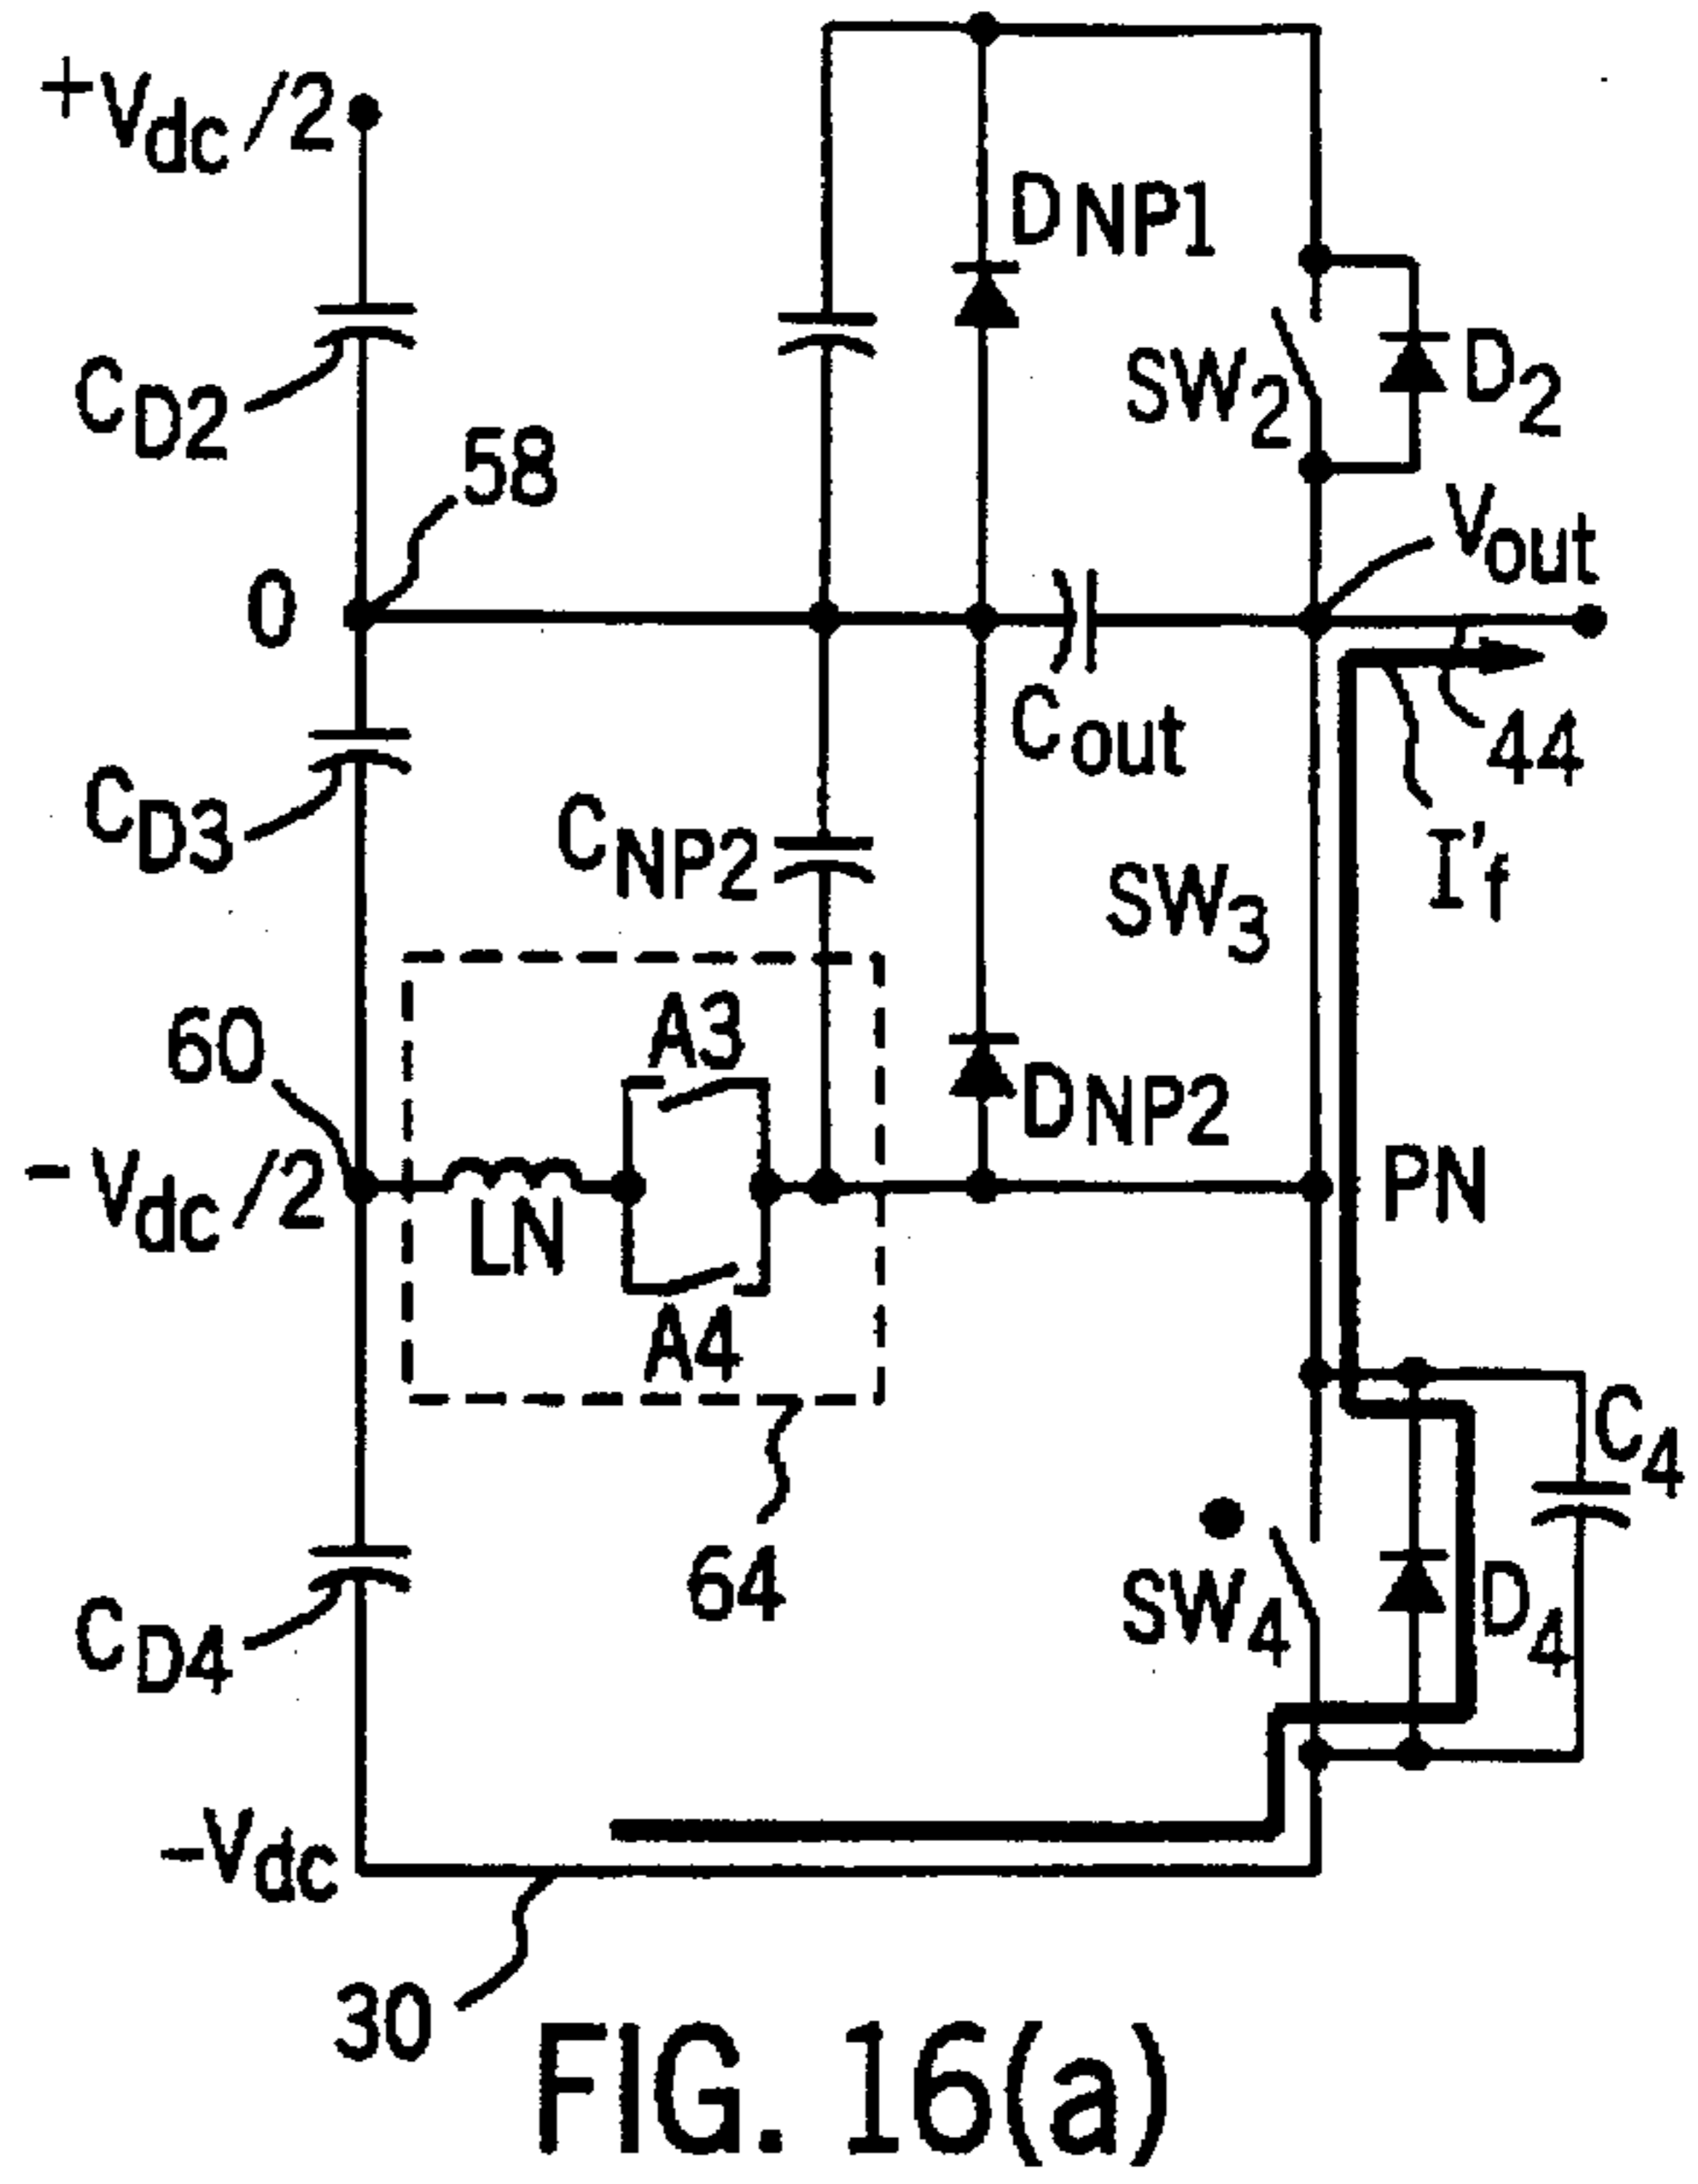 +Vdc/2
DNP1
SW2
D2
CD2
58
Vout
0
Cout
44
CD3
CNP2
SW3
I'f
60
A3
DNP2
-Vdc/2
LN
PN
A4
C4
64
SW4
D4
CD4
-Vdc
30
FIG. 16(a)